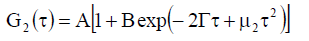 G₂(τ) = A[1 + B exp(− 2Γτ + μ₂τ²)]